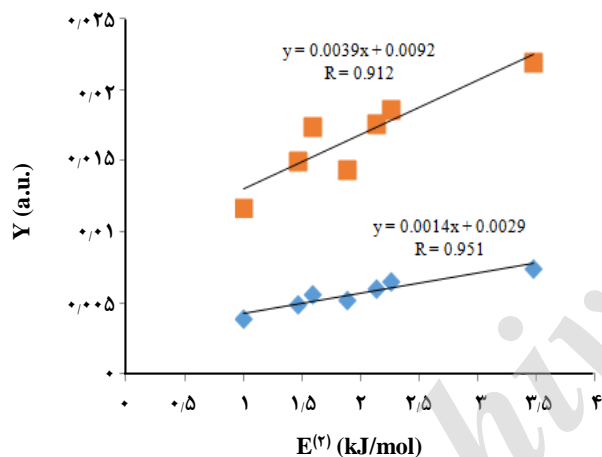 ۰٫۰۲۵
۰٫۰۲
۰٫۰۱۵
۰٫۰۱
۰٫۰۰۵
۰
Y (a.u.)
y = 0.0039x + 0.0092
R = 0.912
y = 0.0014x + 0.0029
R = 0.951
۰ ۰٫۵ ۱ ۱٫۵ ۲ ۲٫۵ ۳ ۳٫۵ ۴
E⁽²⁾ (kJ/mol)